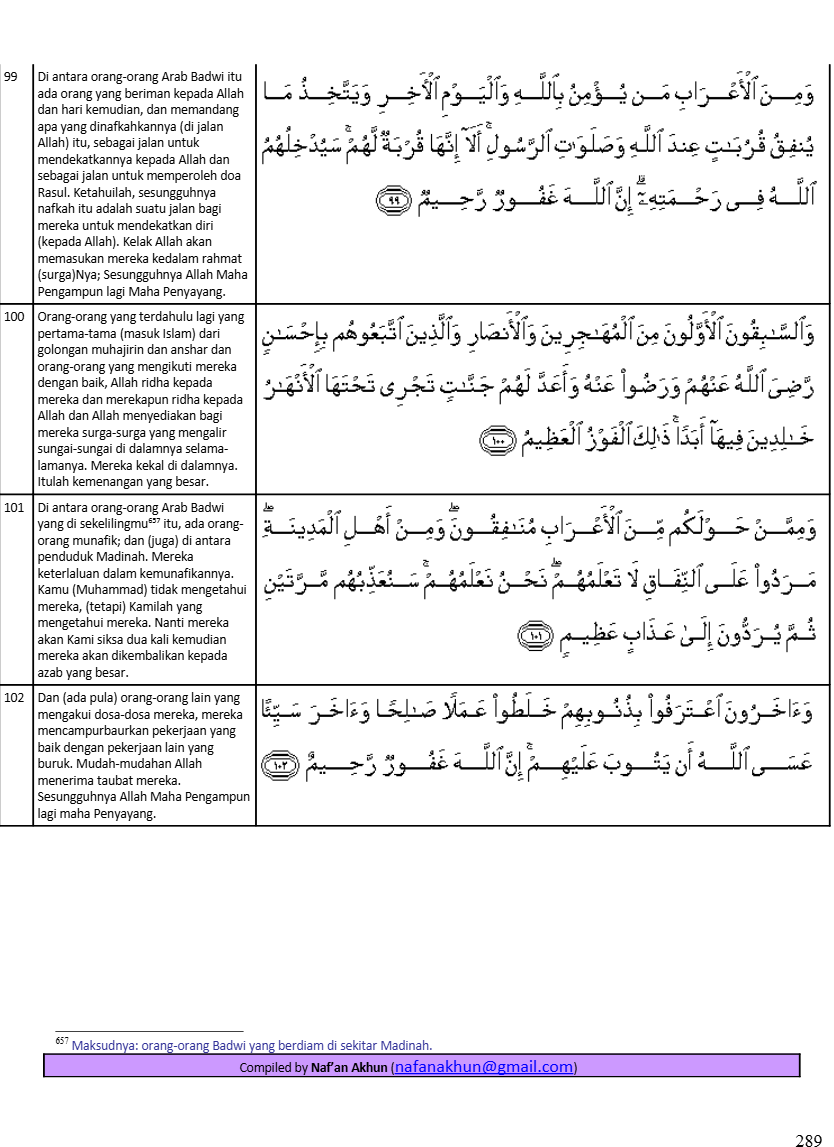 99
Di antara orang-orang Arab Badwi itu
ada orang yang beriman kepada Allah
dan hari kemudian, dan memandang
apa yang dinafkahkannya (di jalan
Allah) itu, sebagai jalan untuk
mendekatkannya kepada Allah dan
sebagai jalan untuk memperoleh doa
Rasul. Ketahuilah, sesungguhnya
nafkah itu adalah suatu jalan bagi
mereka untuk mendekatkan diri
(kepada Allah). Kelak Allah akan
memasukan mereka kedalam rahmat
(surga)Nya; Sesungguhnya Allah Maha
Pengampun lagi Maha Penyayang.
وَمِنَ ٱلْأَعْرَابِ مَن يُؤْمِنُ بِٱللَّهِ وَٱلْيَوْمِ ٱلْأَخِرِ وَيَتَّخِذُ مَا
يُنفِقُ قُرُبَـٰتٍ عِندَ ٱللَّهِ وَصَلَوَٰتِ ٱلرَّسُولِ ۚ أَلَآ إِنَّهَا قُرْبَةٌ لَّهُمْ ۚ سَيُدْخِلُهُمُ
ٱللَّهُ فِى رَحْمَتِهِۦٓ ۗ إِنَّ ٱللَّهَ غَفُورٌ رَّحِيمٌ ٩٩
100
Orang-orang yang terdahulu lagi yang
pertama-tama (masuk Islam) dari
golongan muhajirin dan anshar dan
orang-orang yang mengikuti mereka
dengan baik, Allah ridha kepada
mereka dan merekapun ridha kepada
Allah dan Allah menyediakan bagi
mereka surga-surga yang mengalir
sungai-sungai di dalamnya selama-
lamanya. Mereka kekal di dalamnya.
Itulah kemenangan yang besar.
وَٱلسَّـٰبِقُونَ ٱلْأَوَّلُونَ مِنَ ٱلْمُهَـٰجِرِينَ وَٱلْأَنصَارِ وَٱلَّذِينَ ٱتَّبَعُوهُم بِإِحْسَـٰنٍ
رَّضِىَ ٱللَّهُ عَنْهُمْ وَرَضُوا۟ عَنْهُ وَأَعَدَّ لَهُمْ جَنَّـٰتٍ تَجْرِى تَحْتَهَا ٱلْأَنْهَـٰرُ
خَـٰلِدِينَ فِيهَآ أَبَدًا ۚ ذَٰلِكَ ٱلْفَوْزُ ٱلْعَظِيمُ ١٠٠
101
Di antara orang-orang Arab Badwi
yang di sekelilingmu⁶⁵⁷ itu, ada orang-
orang munafik; dan (juga) di antara
penduduk Madinah. Mereka
keterlaluan dalam kemunafikannya.
Kamu (Muhammad) tidak mengetahui
mereka, (tetapi) Kamilah yang
mengetahui mereka. Nanti mereka
akan Kami siksa dua kali kemudian
mereka akan dikembalikan kepada
azab yang besar.
وَمِمَّنْ حَوْلَكُم مِّنَ ٱلْأَعْرَابِ مُنَـٰفِقُونَ ۖ وَمِنْ أَهْلِ ٱلْمَدِينَةِ ۖ
مَرَدُوا۟ عَلَى ٱلنِّفَاقِ لَا تَعْلَمُهُمْ ۖ نَحْنُ نَعْلَمُهُمْ ۚ سَنُعَذِّبُهُم مَّرَّتَيْنِ
ثُمَّ يُرَدُّونَ إِلَىٰ عَذَابٍ عَظِيمٍ ١٠١
102
Dan (ada pula) orang-orang lain yang
mengakui dosa-dosa mereka, mereka
mencampurbaurkan pekerjaan yang
baik dengan pekerjaan lain yang
buruk. Mudah-mudahan Allah
menerima taubat mereka.
Sesungguhnya Allah Maha Pengampun
lagi maha Penyayang.
وَءَاخَرُونَ ٱعْتَرَفُوا۟ بِذُنُوبِهِمْ خَلَطُوا۟ عَمَلًا صَـٰلِحًا وَءَاخَرَ سَيِّئًا
عَسَى ٱللَّهُ أَن يَتُوبَ عَلَيْهِمْ ۚ إِنَّ ٱللَّهَ غَفُورٌ رَّحِيمٌ ١٠٢
⁶⁵⁷ Maksudnya: orang-orang Badwi yang berdiam di sekitar Madinah.
Compiled by Naf'an Akhun (nafanakhun@gmail.com)
289